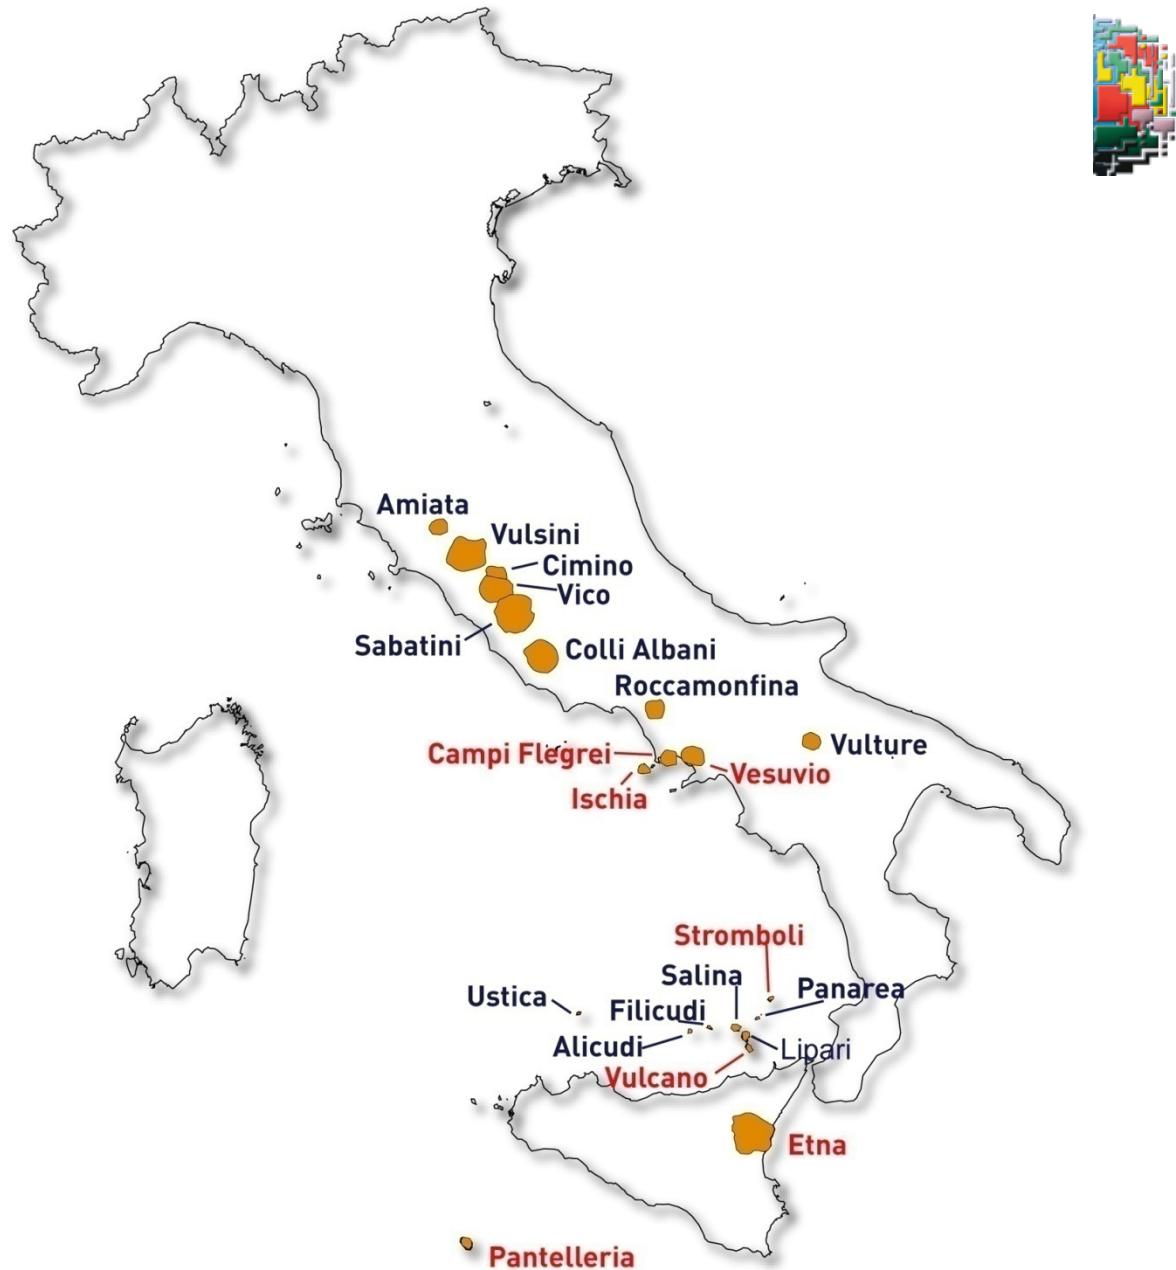 Amiata
Vulsini
Cimino
Vico
Sabatini
Colli Albani
Roccamonfina
Campi Flegrei
Vulture
Vesuvio
Ischia
Stromboli
Salina
Panarea
Ustica
Filicudi
Alicudi
Lipari
Vulcano
Etna
Pantelleria